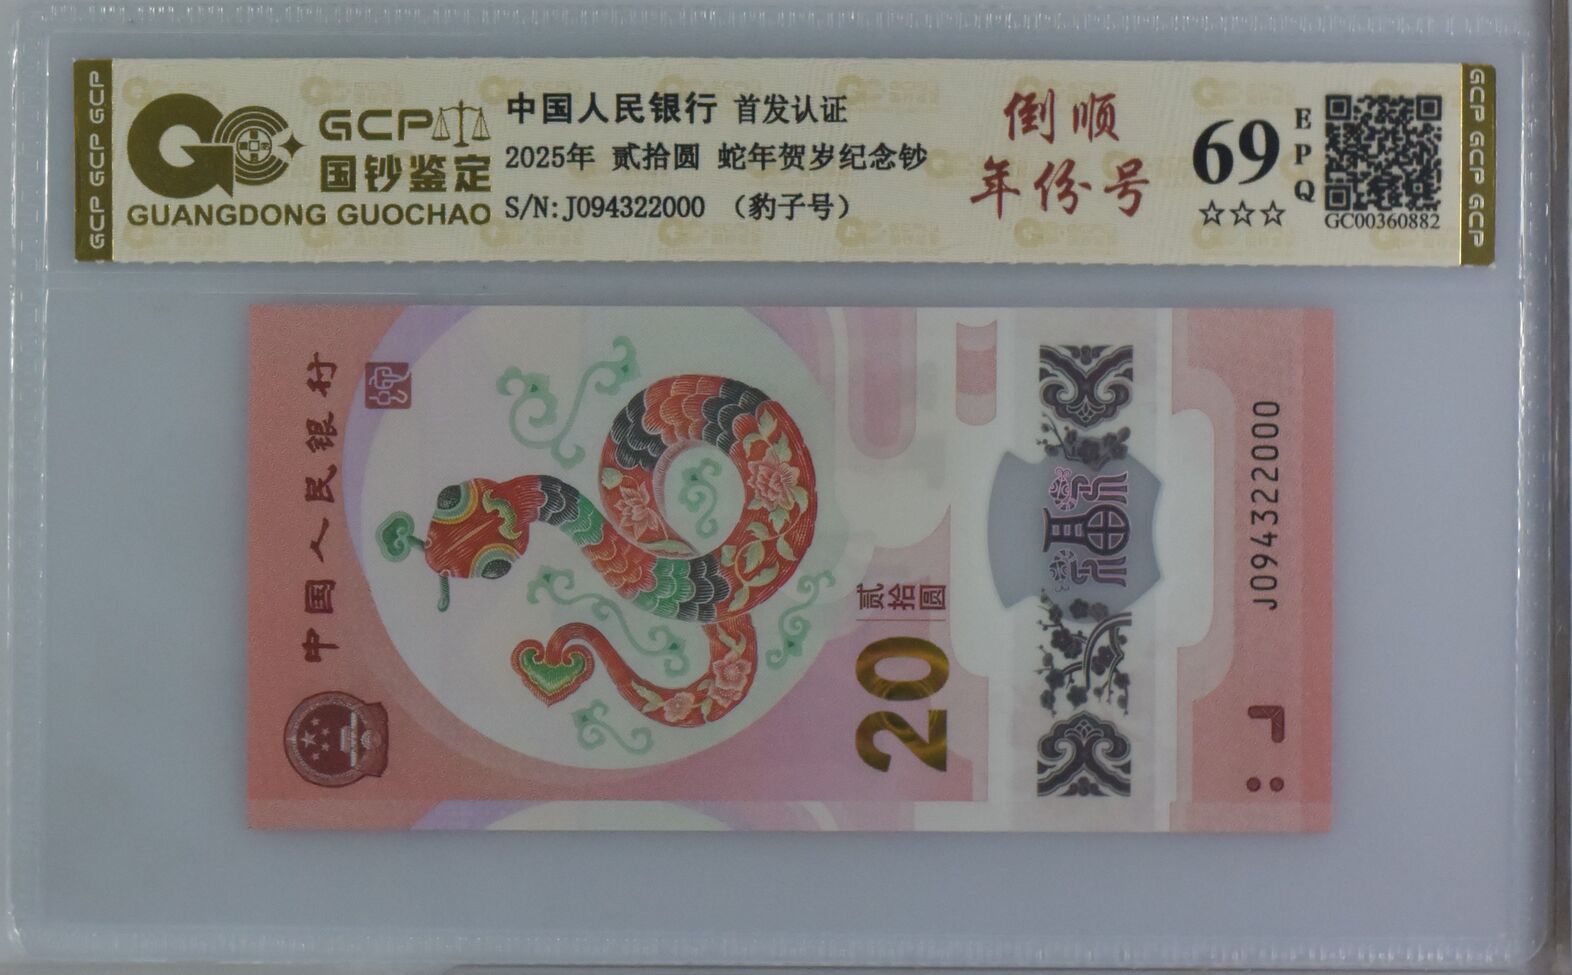 GCP GCP GCP
GCP
国钞鉴定
GUANGDONG GUOCHAO
中国人民银行 首发认证
2025年 贰拾圆 蛇年贺岁纪念钞
S/N:J094322000 （豹子号）
倒顺
年份号
69
EPQ
☆☆☆
GC00360882
GCP GCP GCP
中国人民银行
贰拾圆
20
福
J094322000